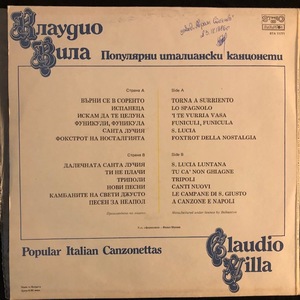 Клаудио
Вила
Популярни италиански канцонети
Страна А
ВЪРНИ СЕ В СОРЕНТО
ИСПАНЕЦА
ИСКАМ ДА ТЕ ЦЕЛУНА
ФУНИКУЛИ, ФУНИКУЛА
САНТА ЛУЧИЯ
ФОКСТРОТ НА НОСТАЛГИЯТА
Side A
TORNA A SURRIENTO
LO SPAGNOLO
I' TE VURRIA VASA
FUNICULI, FUNICULA
S. LUCIA
FOXTROT DELLA NOSTALGIA
Страна В
ДАЛЕЧНАТА САНТА ЛУЧИЯ
ТИ НЕ ПЛАЧИ
ТРИПОЛИ
НОВИ ПЕСНИ
КАМБАНИТЕ НА СВЕТИ ДЖУСТО
ПЕСЕН ЗА НЕАПОЛ
Side B
S. LUCIA LUNTANA
TU CA' NON CHIAGNE
TRIPOLI
CANTI NUOVI
LE CAMPANE DI S. GIUSTO
A CANZONE E NAPOLI
Popular Italian Canzonettas
Claudio
Villa